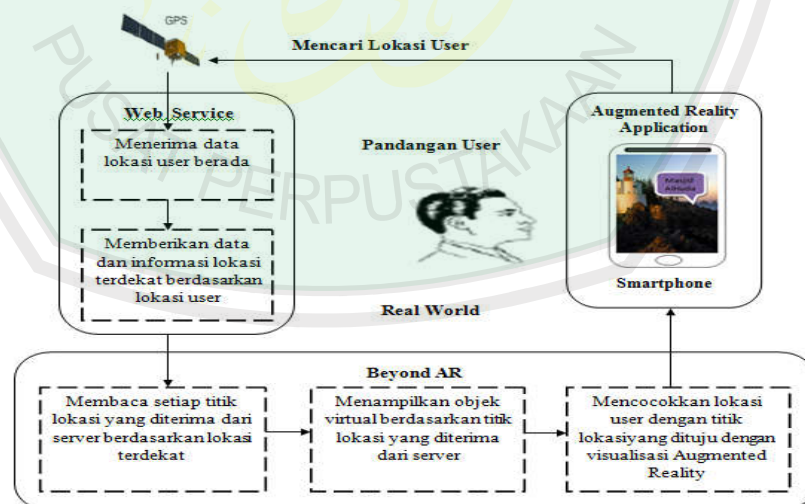 GPS
Mencari Lokasi User
Web Service
Menerima data
lokasi user berada
Memberikan data
dan informasi lokasi
terdekat berdasarkan
lokasi user
Pandangan User
Real World
Augmented Reality
Application
Masjid
Smartphone
Beyond AR
Membaca setiap titik
lokasi yang diterima dari
server berdasarkan lokasi
terdekat
Menampilkan objek
virtual berdasarkan titik
lokasi yang diterima
dari server
Mencocokkan lokasi
user dengan titik
lokasiyang dituju dengan
visualisasi Augmented
Reality
PUSAT PERPUSTAKAAN